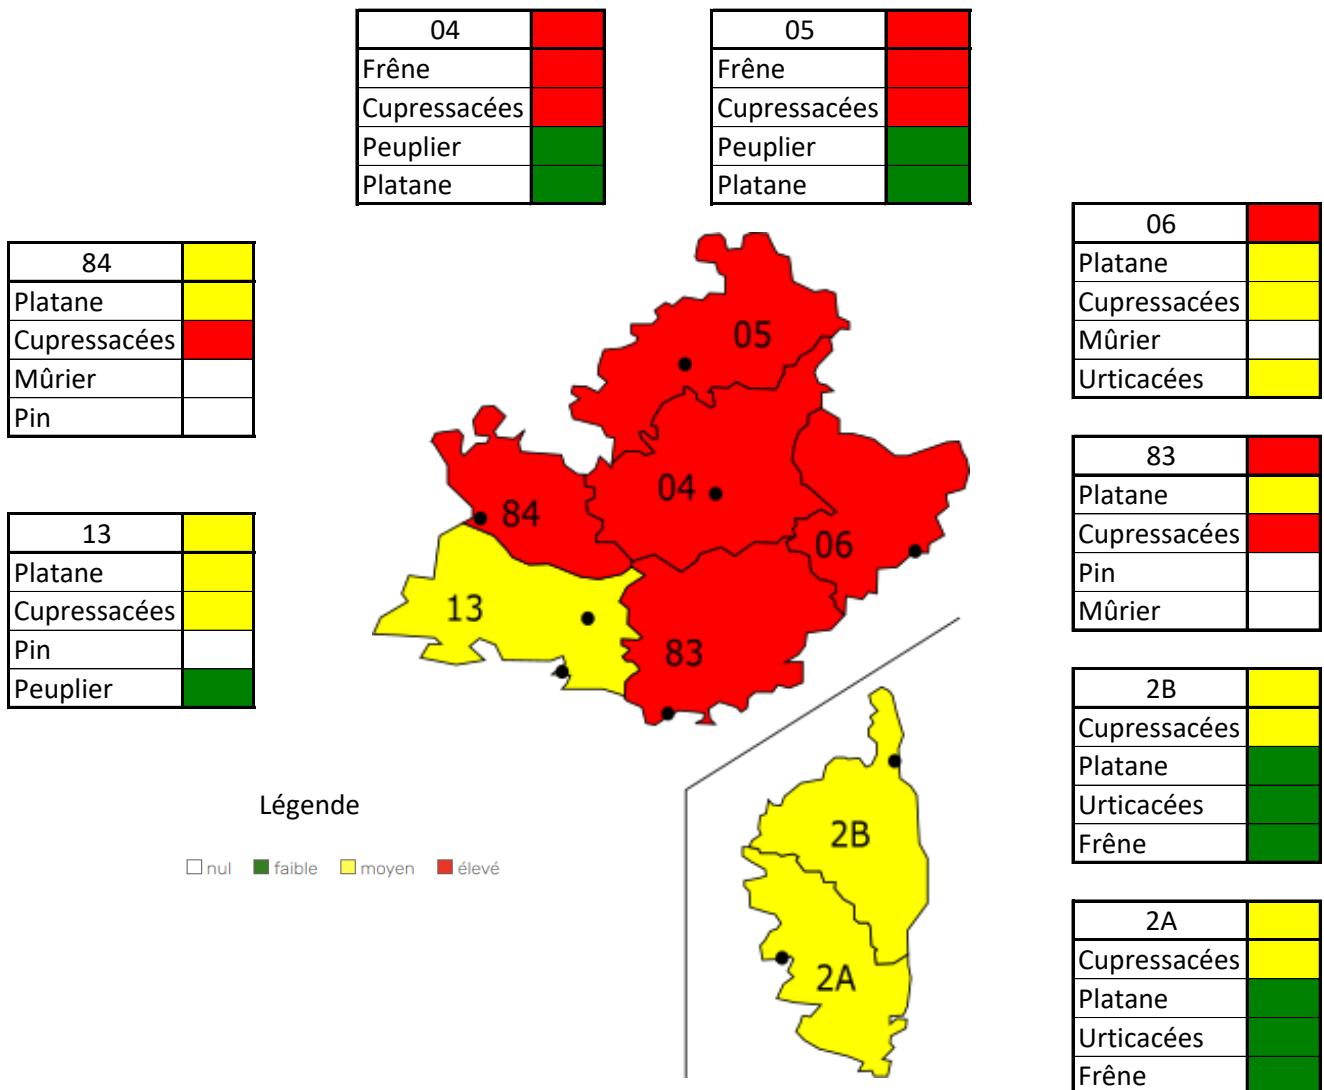 04
Frêne
Cupressacées
Peuplier
Platane
05
Frêne
Cupressacées
Peuplier
Platane
06
Platane
Cupressacées
Mûrier
Urticacées
84
Platane
Cupressacées
Mûrier
Pin
83
Platane
Cupressacées
Pin
Mûrier
13
Platane
Cupressacées
Pin
Peuplier
05
04
84
06
13
83
2B
2A
2B
Cupressacées
Platane
Urticacées
Frêne
2A
Cupressacées
Platane
Urticacées
Frêne
Légende
nul faible moyen élevé